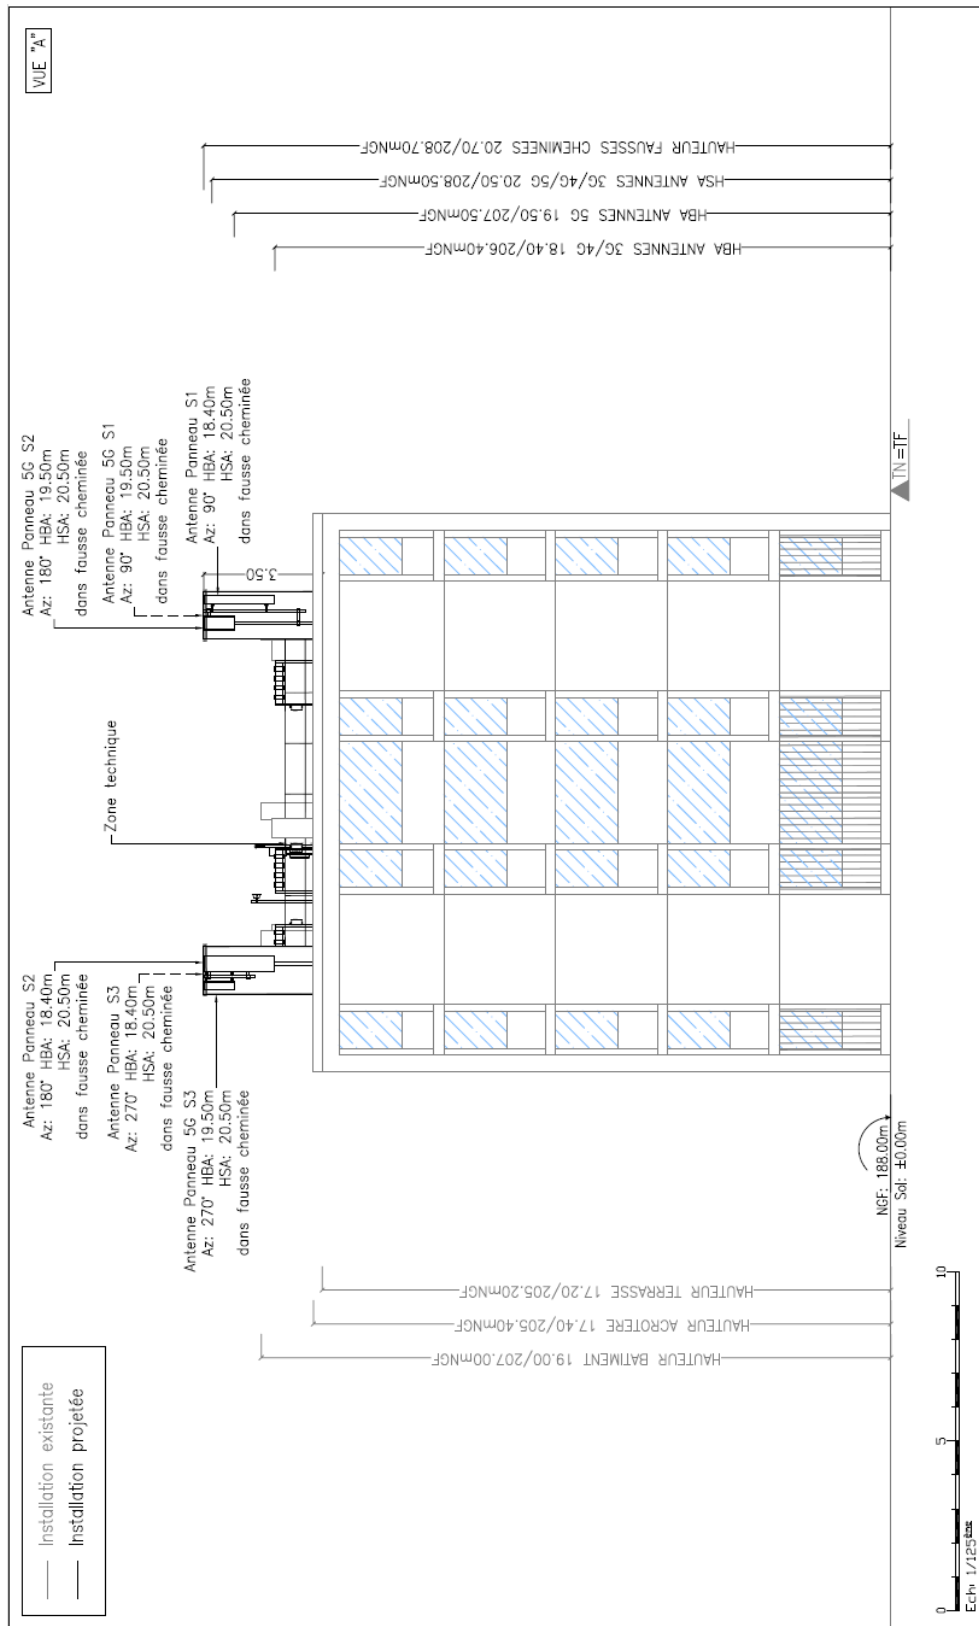 VUE "A"
Installation existante
Installation projetée
Antenne Panneau S2
Az: 180° HBA: 18.40m
HSA: 20.50m
dans fausse cheminée
Antenne Panneau S3
Az: 270° HBA: 18.40m
HSA: 20.50m
dans fausse cheminée
Antenne Panneau 5G S3
Az: 270° HBA: 19.50m
HSA: 20.50m
dans fausse cheminée
Zone technique
Antenne Panneau 5G S2
Az: 180° HBA: 19.50m
HSA: 20.50m
dans fausse cheminée
Antenne Panneau 5G S1
Az: 90° HBA: 19.50m
HSA: 20.50m
dans fausse cheminée
Antenne Panneau S1
Az: 90° HBA: 18.40m
HSA: 20.50m
dans fausse cheminée
3.50
HAUTEUR BATIMENT 19.00/207.00mNGF
HAUTEUR ACROTERE 17.40/205.40mNGF
HAUTEUR TERRASSE 17.20/205.20mNGF
HBA ANTENNES 3G/4G 18.40/206.40mNGF
HBA ANTENNES 5G 19.50/207.50mNGF
HSA ANTENNES 3G/4G/5G 20.50/208.50mNGF
HAUTEUR FAUSSES CHEMINEES 20.70/208.70mNGF
NGF: 188.00m
Niveau Sol: ±0.00m
TN=TF
0 5 10
Ech: 1/125ème